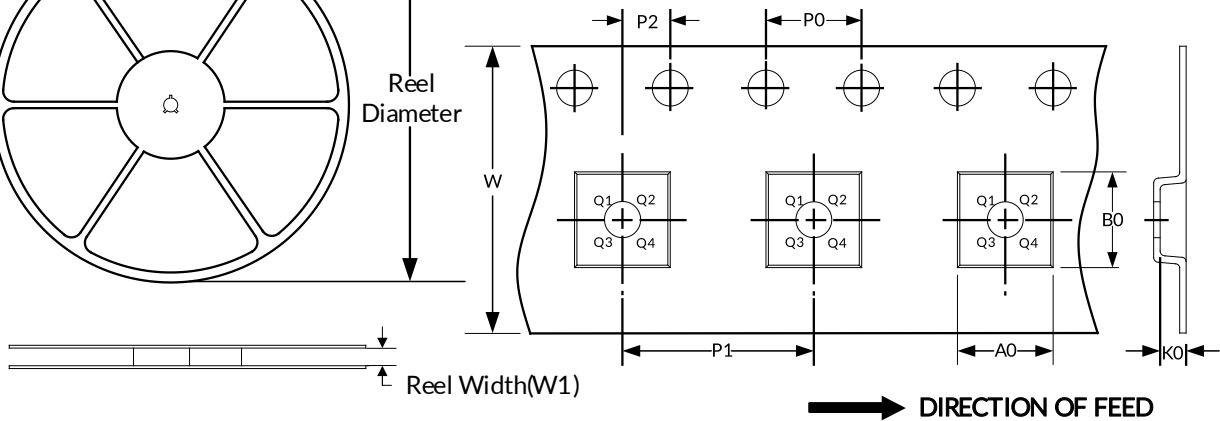 P2
P0
Reel
Diameter
W
Q1 Q2
Q3 Q4
Q1 Q2
Q3 Q4
Q1 Q2
Q3 Q4
B0
P1
A0
K0
Reel Width(W1)
DIRECTION OF FEED